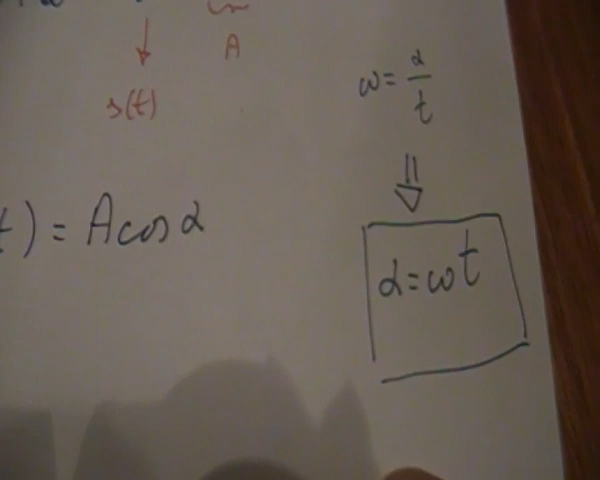 A
s(t)
ω = α/t
⇓
t) = A cos α
α = ωt